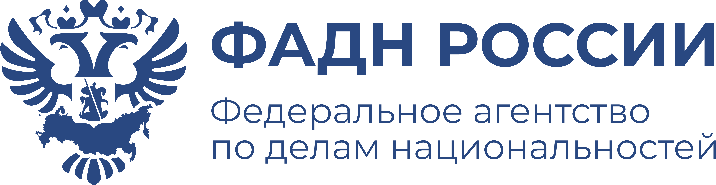 ФАДН РОССИИ
Федеральное агентство
по делам национальностей